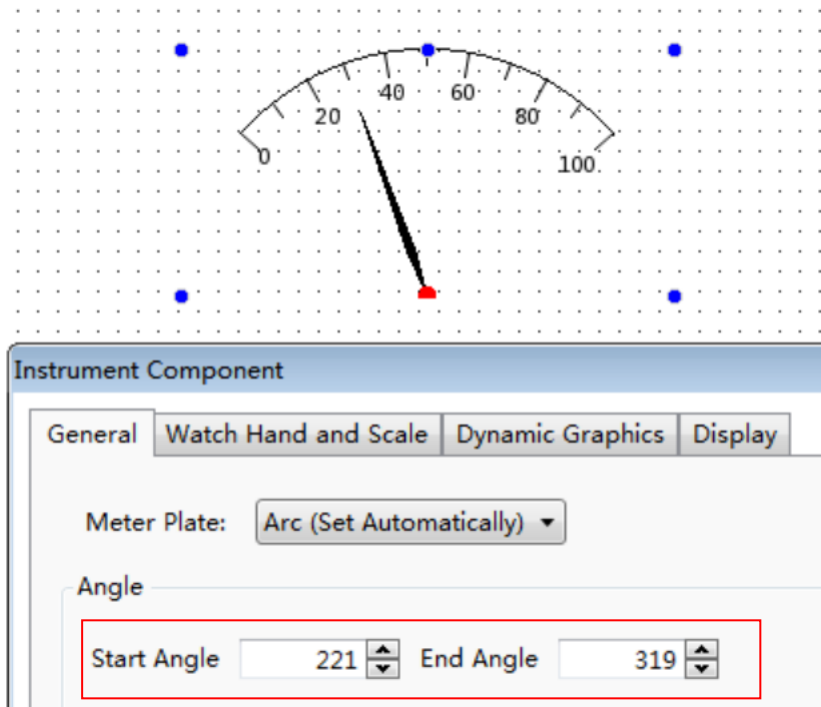 40
60
20
80
0
100
Instrument Component
General Watch Hand and Scale Dynamic Graphics Display
Meter Plate: Arc (Set Automatically)
Angle
Start Angle 221 End Angle 319